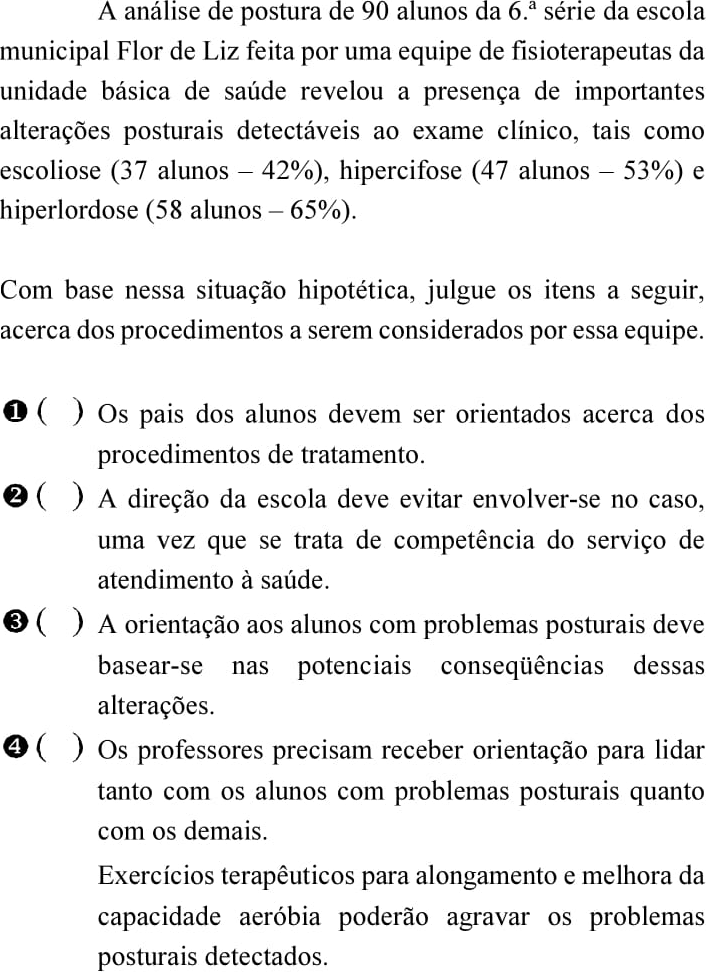 A análise de postura de 90 alunos da 6.ª série da escola
municipal Flor de Liz feita por uma equipe de fisioterapeutas da
unidade básica de saúde revelou a presença de importantes
alterações posturais detectáveis ao exame clínico, tais como
escoliose (37 alunos – 42%), hipercifose (47 alunos – 53%) e
hiperlordose (58 alunos – 65%).
Com base nessa situação hipotética, julgue os itens a seguir,
acerca dos procedimentos a serem considerados por essa equipe.
❶ ( ) Os pais dos alunos devem ser orientados acerca dos
procedimentos de tratamento.
❷ ( ) A direção da escola deve evitar envolver-se no caso,
uma vez que se trata de competência do serviço de
atendimento à saúde.
❸ ( ) A orientação aos alunos com problemas posturais deve
basear-se nas potenciais conseqüências dessas
alterações.
❹ ( ) Os professores precisam receber orientação para lidar
tanto com os alunos com problemas posturais quanto
com os demais.
Exercícios terapêuticos para alongamento e melhora da
capacidade aeróbia poderão agravar os problemas
posturais detectados.